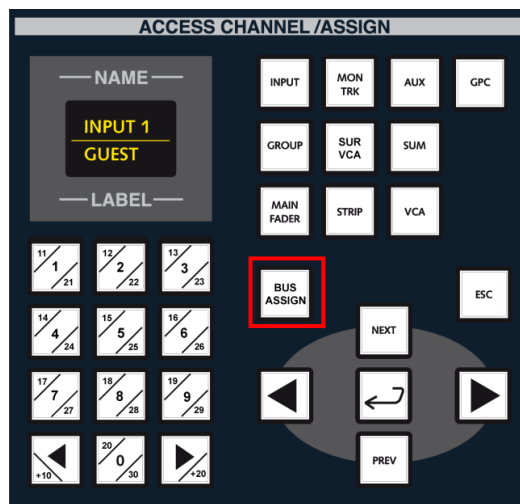 ACCESS CHANNEL /ASSIGN
NAME
INPUT 1
GUEST
LABEL
INPUT
MON
TRK
AUX
GPC
GROUP
SUR
VCA
SUM
MAIN
FADER
STRIP
VCA
BUS
ASSIGN
ESC
NEXT
PREV
11
1
21
12
2
22
13
3
23
14
4
24
15
5
25
16
6
26
17
7
27
18
8
28
19
9
29
+10
20
0
30
+20